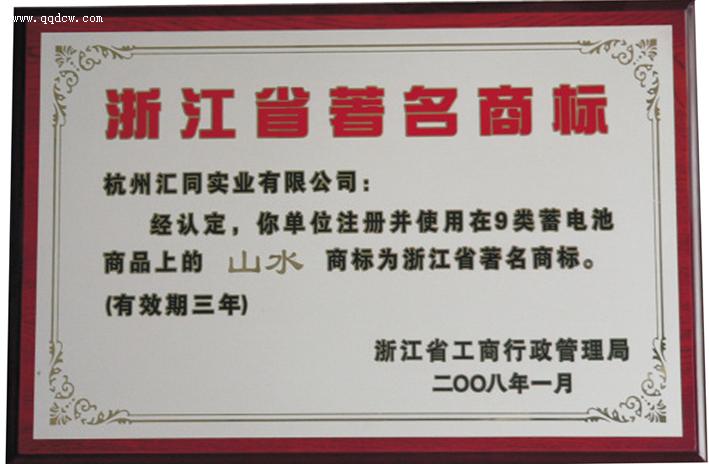 www.qqdcw.com
浙江省著名商标
杭州汇同实业有限公司：
经认定，你单位注册并使用在9类蓄电池
商品上的 山水 商标为浙江省著名商标。
(有效期三年)
浙江省工商行政管理局
二〇〇八年一月